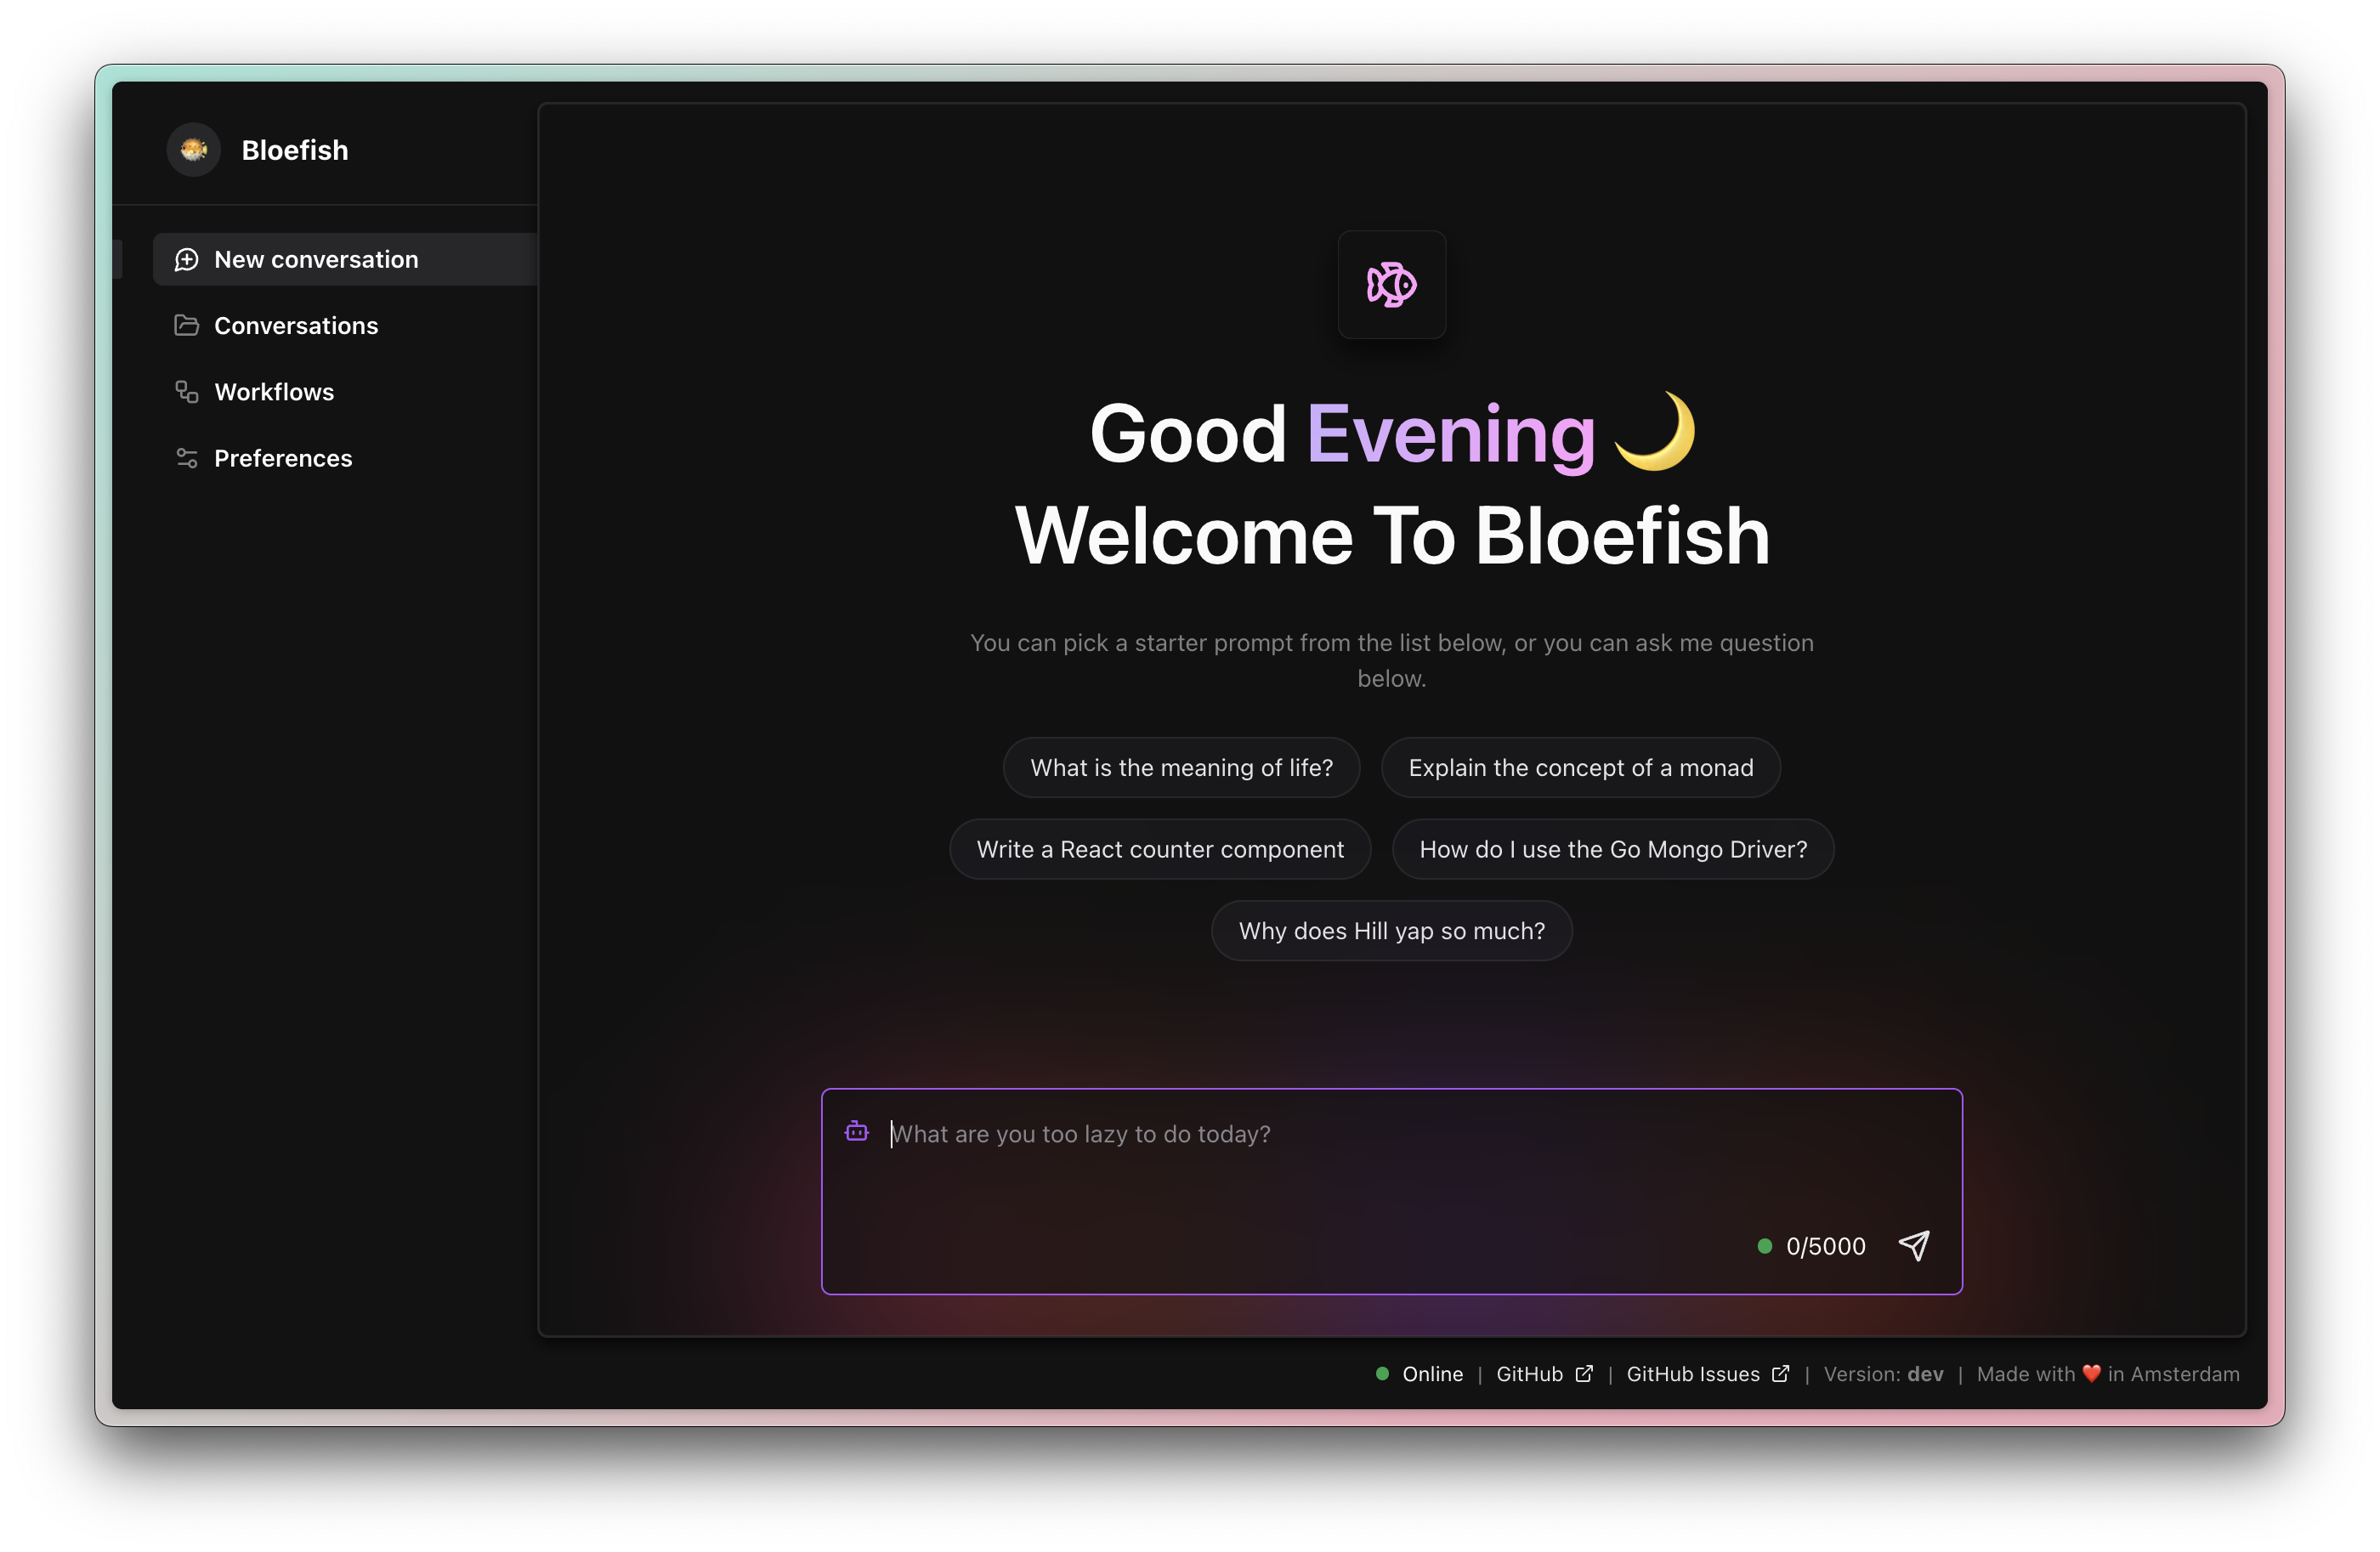 Bloefish
New conversation
Conversations
Workflows
Preferences
Good Evening 🌙
Welcome To Bloefish
You can pick a starter prompt from the list below, or you can ask me question
below.
What is the meaning of life?
Explain the concept of a monad
Write a React counter component
How do I use the Go Mongo Driver?
Why does Hill yap so much?
What are you too lazy to do today?
0/5000
Online | GitHub | GitHub Issues | Version: dev | Made with ❤️ in Amsterdam